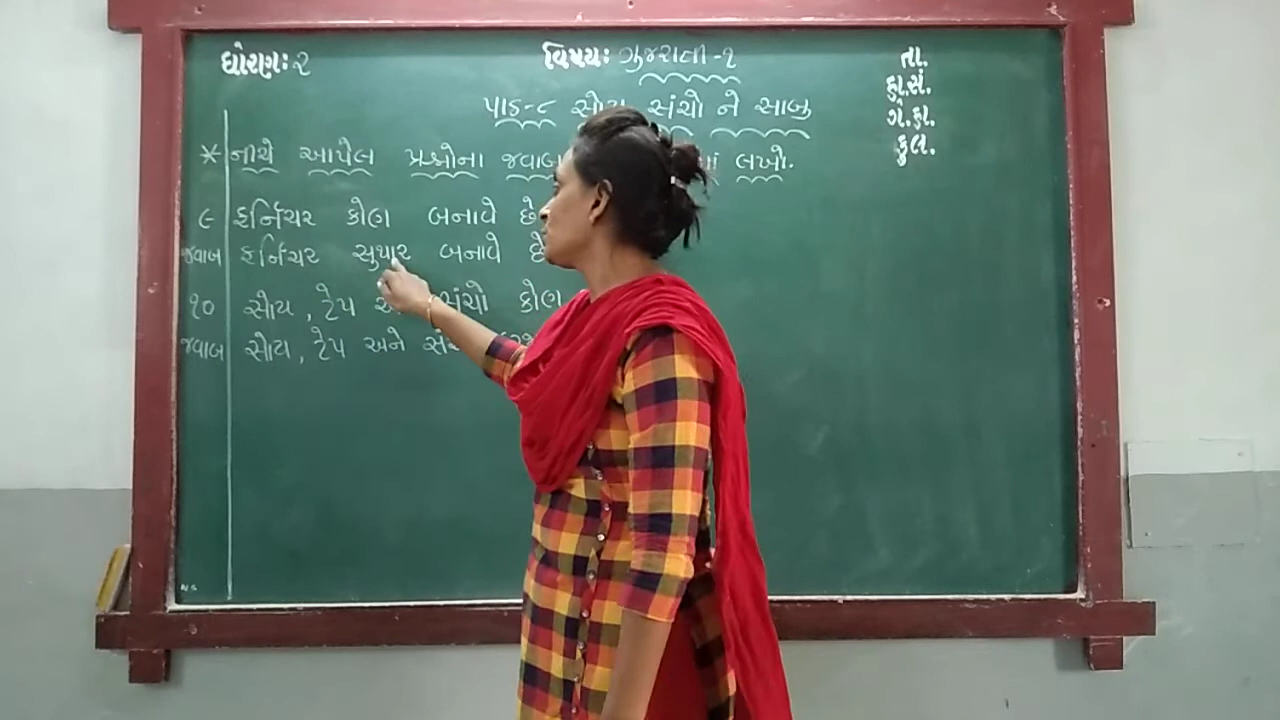 ધોરણઃ ૨
વિષયઃ ગુજરાતી-૧
તા.
હા.સં.
ગે.હા.
કુલ.
પાઠ-૮ સોય સંચો ને સાબુ
* નીચે આપેલ પ્રશ્નોના જવાબ લખો.
૯ ફર્નિચર કોણ બનાવે છે
જવાબ ફર્નિચર સુથાર બનાવે છે
૧૦ સોય, ટેપ સંચો કોણ
જવાબ સોય, ટેપ અને